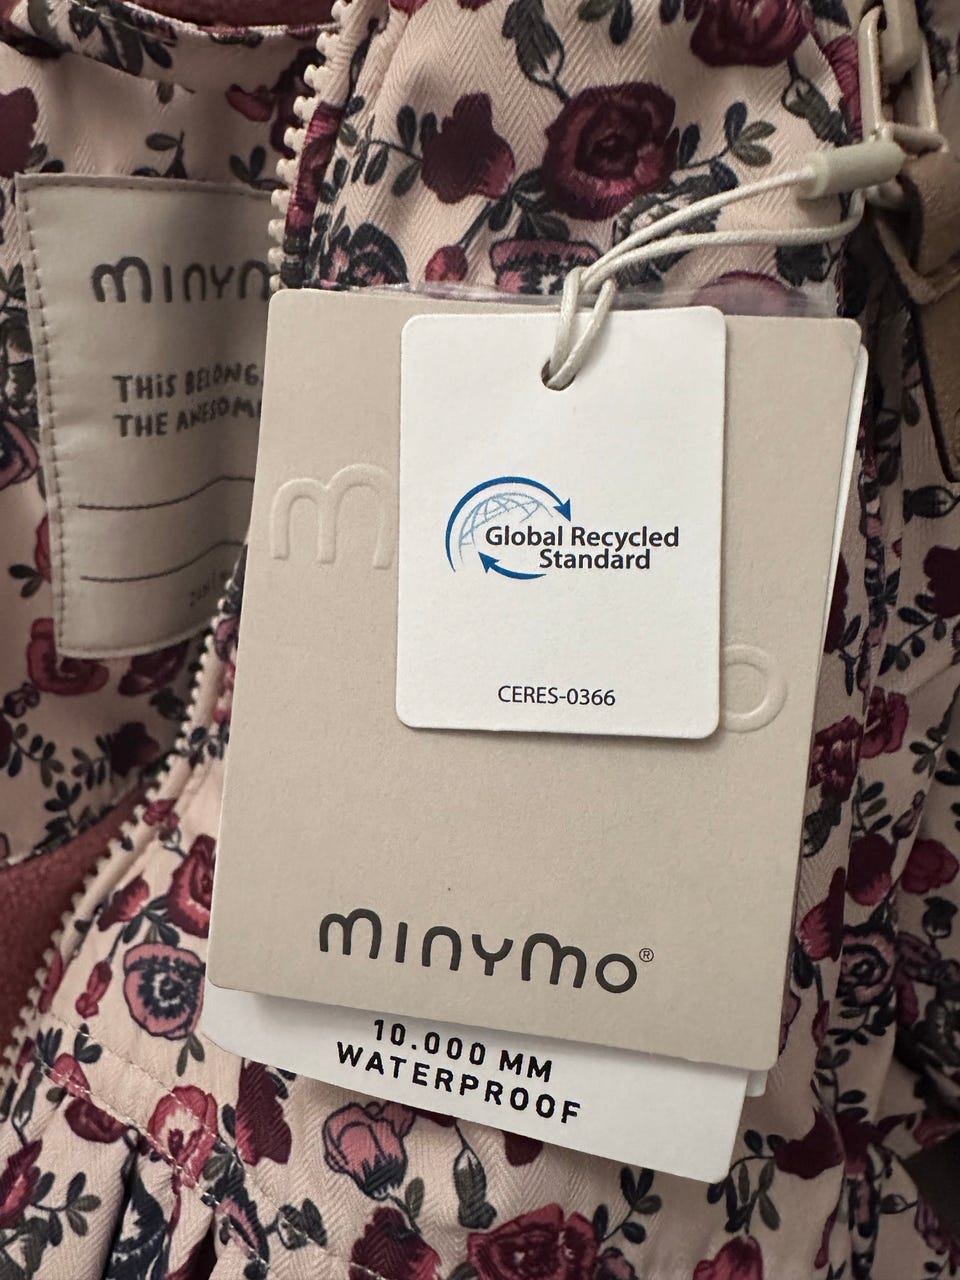 minym
THIS BELONG
THE AWESOM
Global Recycled
Standard
CERES-0366
m
o
minymo®
10.000 MM
WATERPROOF